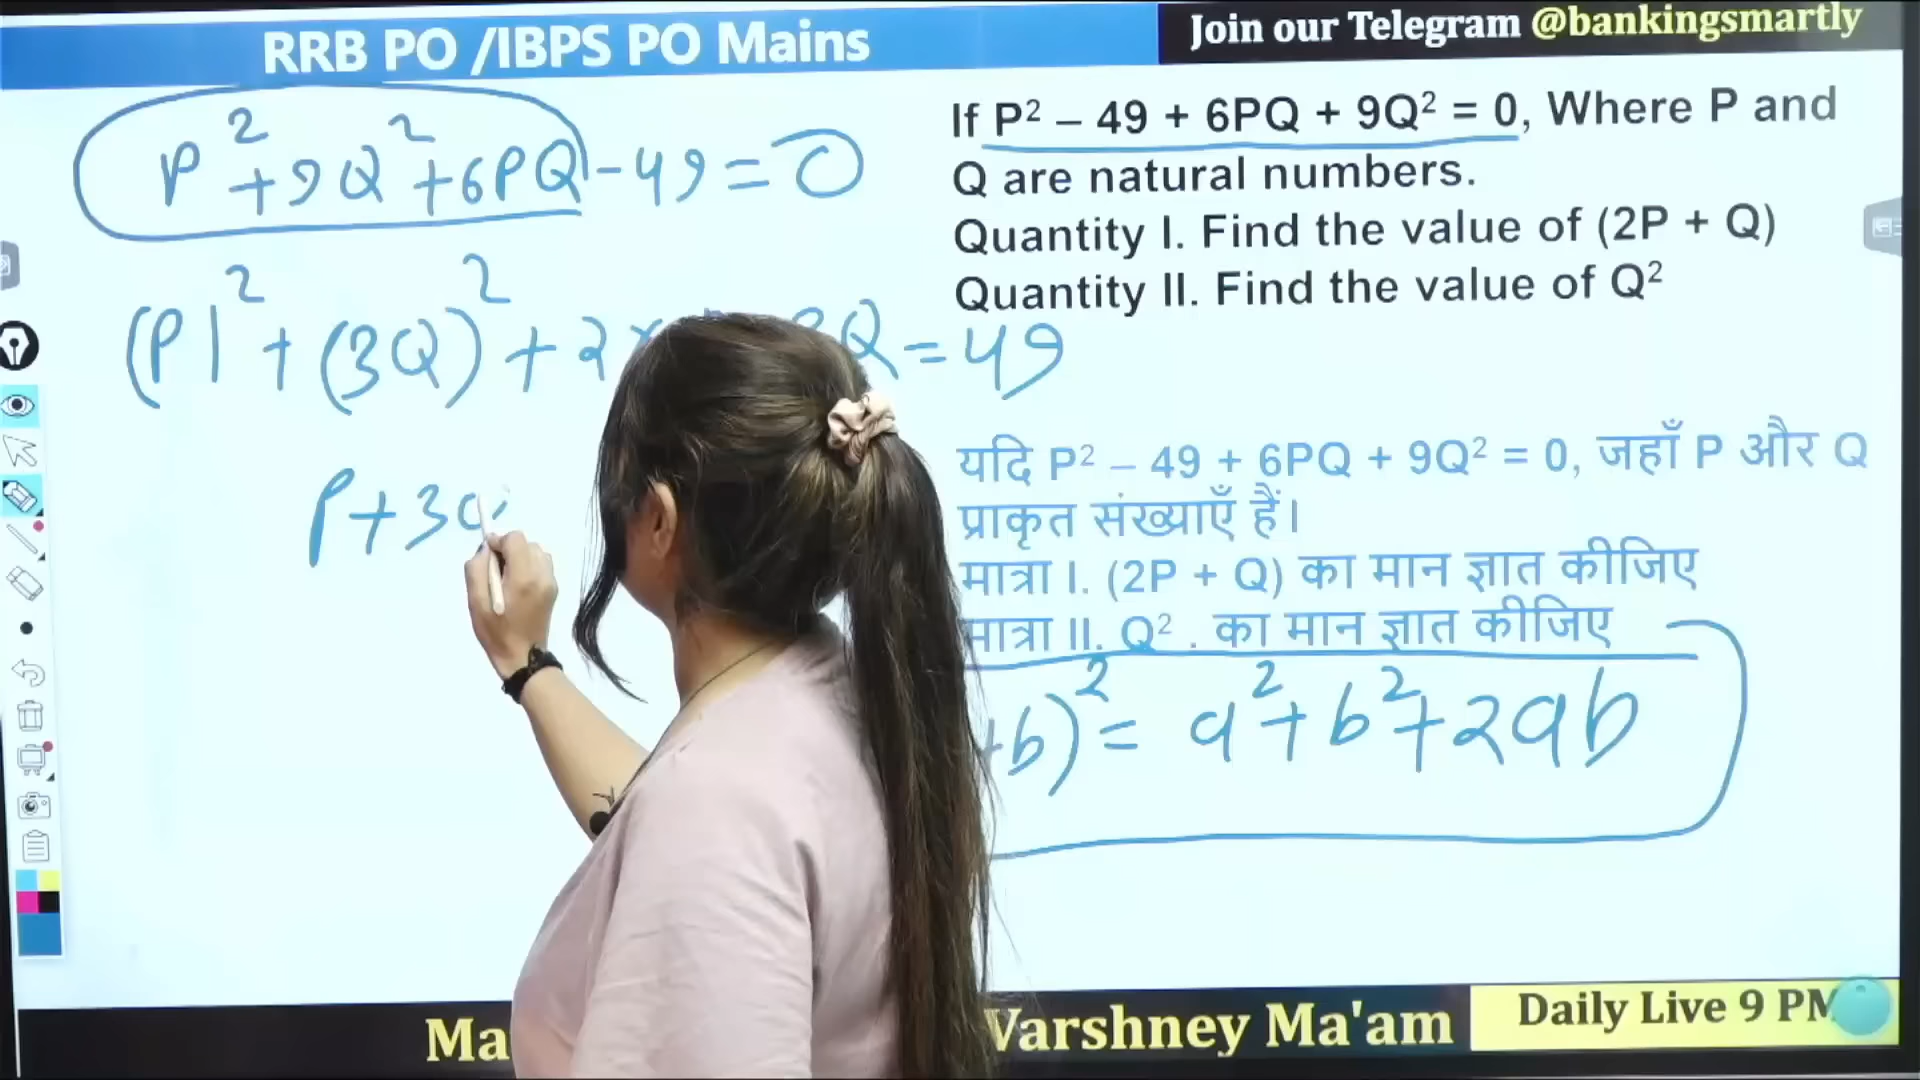 RRB PO /IBPS PO Mains
Join our Telegram @bankingsmartly
P² + 9Q² + 6PQ - 49 = 0
(P)² + (3Q)² + 2 3Q = 49
P + 3Q
If P² – 49 + 6PQ + 9Q² = 0, Where P and
Q are natural numbers.
Quantity I. Find the value of (2P + Q)
Quantity II. Find the value of Q²
यदि P² – 49 + 6PQ + 9Q² = 0, जहाँ P और Q
प्राकृत संख्याएँ हैं।
मात्रा I. (2P + Q) का मान ज्ञात कीजिए
मात्रा II. Q² . का मान ज्ञात कीजिए
+b)² = a² + b² + 2ab
Varshney Ma'am
Daily Live 9 PM